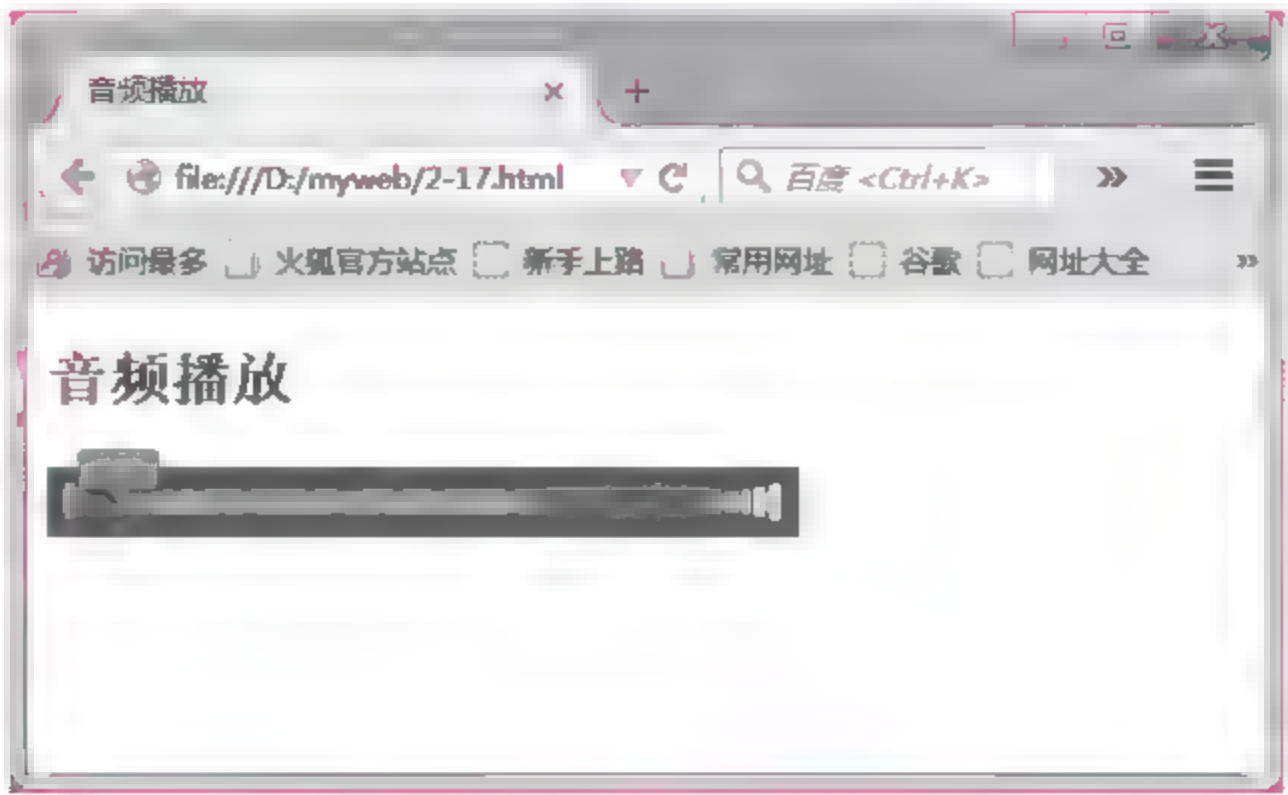 音频播放
file:///D:/myweb/2-17.html 百度 <Ctrl+K>
访问最多 火狐官方站点 新手上路 常用网址 谷歌 网址大全
音频播放